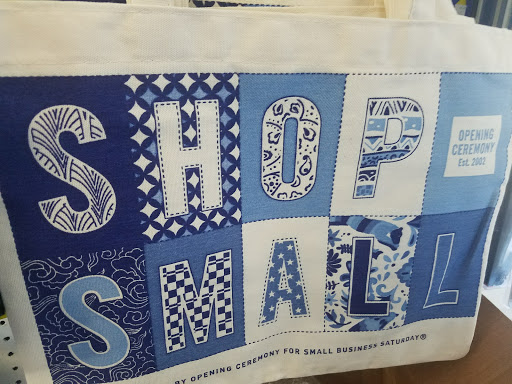 SHOP
OPENING
CEREMONY
Est. 2002
SMALL
BY OPENING CEREMONY FOR SMALL BUSINESS SATURDAY®